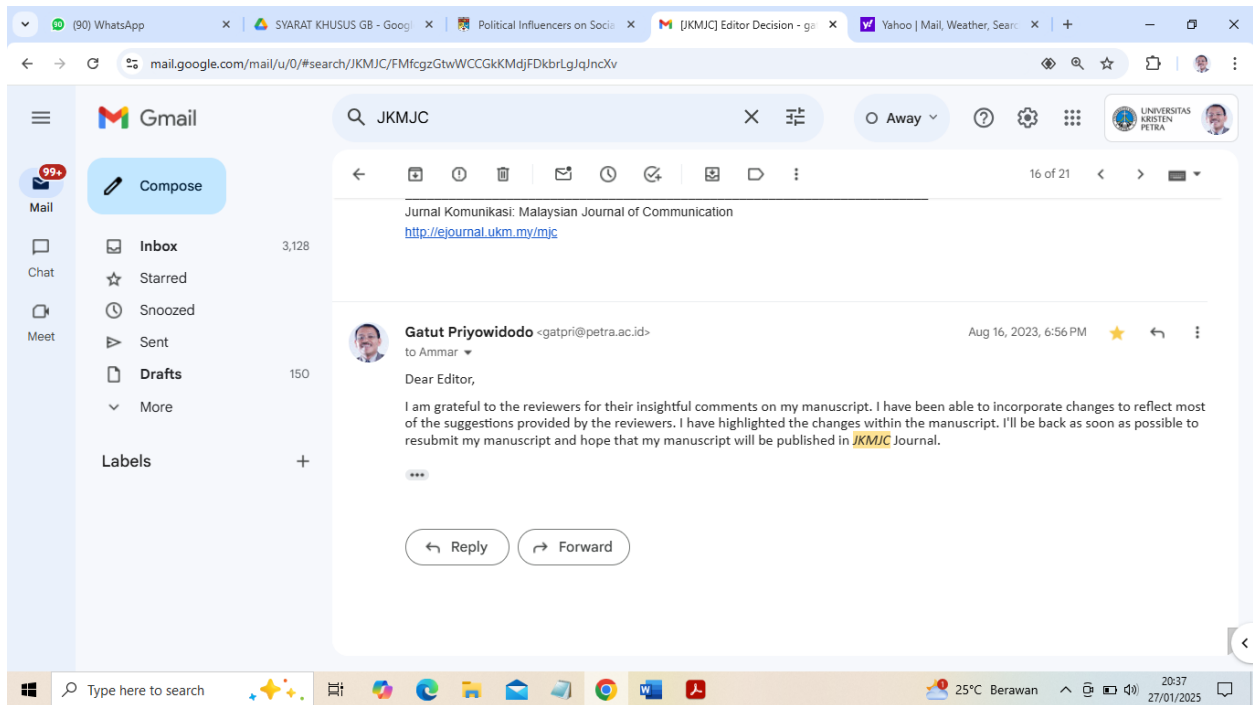 (90) WhatsApp
SYARAT KHUSUS GB - Googl
Political Influencers on Socia
[JKMJC] Editor Decision - ga
Yahoo | Mail, Weather, Searc
mail.google.com/mail/u/0/#search/JKMJC/FMfcgzGtwWCCGkKMdjFDkbrLgJqJncXv
Gmail
JKMJC
Away
UNIVERSITAS
KRISTEN
PETRA
99+
Mail
Chat
Meet
Compose
Inbox 3,128
Starred
Snoozed
Sent
Drafts 150
More
Labels
16 of 21
Jurnal Komunikasi: Malaysian Journal of Communication
http://ejournal.ukm.my/mjc
Gatut Priyowidodo <gatpri@petra.ac.id> Aug 16, 2023, 6:56 PM
to Ammar
Dear Editor,
I am grateful to the reviewers for their insightful comments on my manuscript. I have been able to incorporate changes to reflect most
of the suggestions provided by the reviewers. I have highlighted the changes within the manuscript. I'll be back as soon as possible to
resubmit my manuscript and hope that my manuscript will be published in JKMJC Journal.
Reply
Forward
Type here to search
25°C Berawan
20:37
27/01/2025